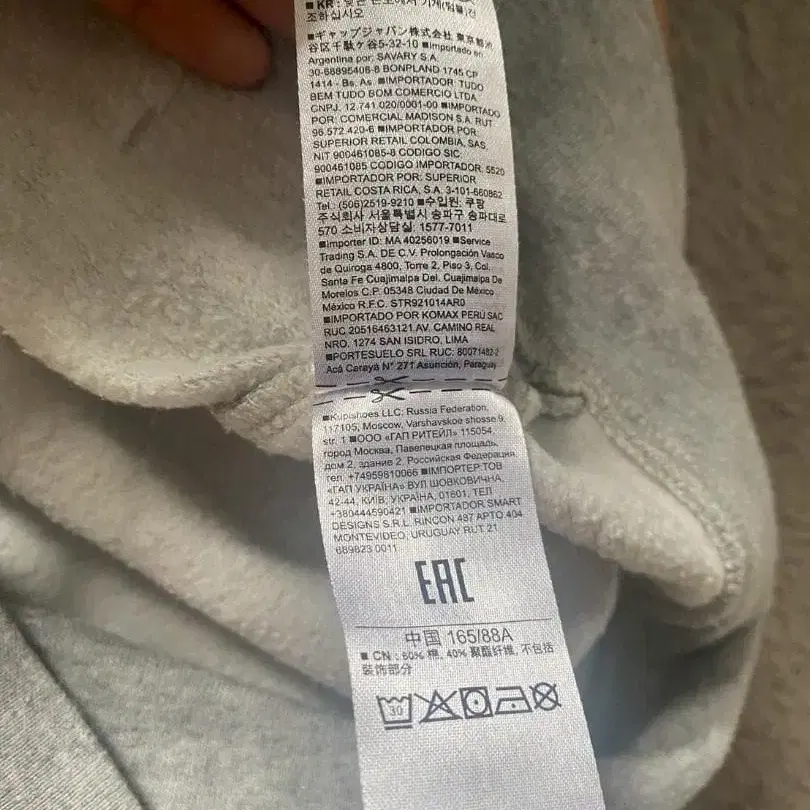 ■KR : 낮은 온도에서 기계(텀블)건
조하십시오
■ギャップジャパン株式会社 東京都渋
谷区千駄ヶ谷5-32-10 ■Importado en
Argentina por: SAVARY S.A.
30-68895408-8 BONPLAND 1745 CP
1414 - Bs. As. ■IMPORTADOR: TUDO
BEM TUDO BOM COMERCIO LTDA.
CNPJ. 12.741.020/0001-00 ■IMPORTADO
POR: COMERCIAL MADISON S.A. RUT
96.572.420-6 ■IMPORTADOR POR:
SUPERIOR RETAIL COLOMBIA, SAS.
NIT 900461085-8 CODIGO SIC:
900461085 CODIGO IMPORTADOR: 5520
■IMPORTADO POR: SUPERIOR
RETAIL COSTA RICA, S.A. 3-101-660862
Tel.: (506)2519-9210 ■수입원: 쿠팡
주식회사 서울특별시 송파구 송파대로
570 소비자상담실: 1577-7011
■Importer ID: MA 40256019 ■Service
Trading S.A. DE C.V. Prolongación Vasco
de Quiroga 4800, Torre 2, Piso 3, Col.
Santa Fe Cuajimalpa Del. Cuajimalpa De
Morelos C.P. 05348 Ciudad De México
México R.F.C. STR921014AR0
■IMPORTADO POR KOMAX PERU SAC
RUC 20516463121 AV. CAMINO REAL
NRO. 1274 SAN ISIDRO, LIMA
■PORTESUELO SRL RUC: 80071482-2
Acá Carayá N° 271 Asunción, Paraguay
■Kupishoes LLC, Russia Federation,
117105, Moscow, Varshavskoe shosse 9,
str. 1 ■ООО «ГАП РИТЕЙЛ» 115054,
город Москва, Павелецкая площадь,
дом 2, здание 2, Российская Федерация
тел. +74959810066 ■ІМПОРТЕР ТОВ
«ГАП УКРАЇНА» ВУЛ ШОВКОВИЧНА,
42-44, КИЇВ, УКРАЇНА, 01601, ТЕЛ
+380444590421 ■IMPORTADOR SMART
DESIGNS S.R.L. RINCON 487 APTO 404
MONTEVIDEO, URUGUAY RUT 21
689823 0011
EAC
中国 165/88A
■ CN : 60% 棉, 40% 聚酯纤维, 不包括
装饰部分
30